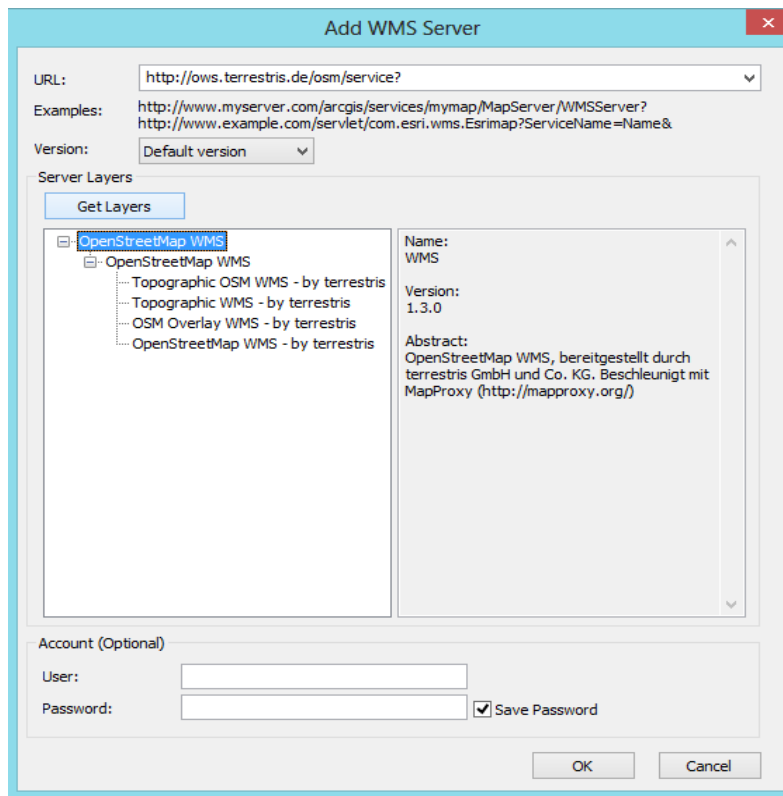 Add WMS Server
URL:
http://ows.terrestris.de/osm/service?
Examples:
http://www.myserver.com/arcgis/services/mymap/MapServer/WMSServer?
http://www.example.com/servlet/com.esri.wms.Esrimap?ServiceName=Name&
Version:
Default version
Server Layers
Get Layers
OpenStreetMap WMS
OpenStreetMap WMS
Topographic OSM WMS - by terrestris
Topographic WMS - by terrestris
OSM Overlay WMS - by terrestris
OpenStreetMap WMS - by terrestris
Name:
WMS
Version:
1.3.0
Abstract:
OpenStreetMap WMS, bereitgestellt durch
terrestris GmbH und Co. KG. Beschleunigt mit
MapProxy (http://mapproxy.org/)
Account (Optional)
User:
Password:
Save Password
OK
Cancel